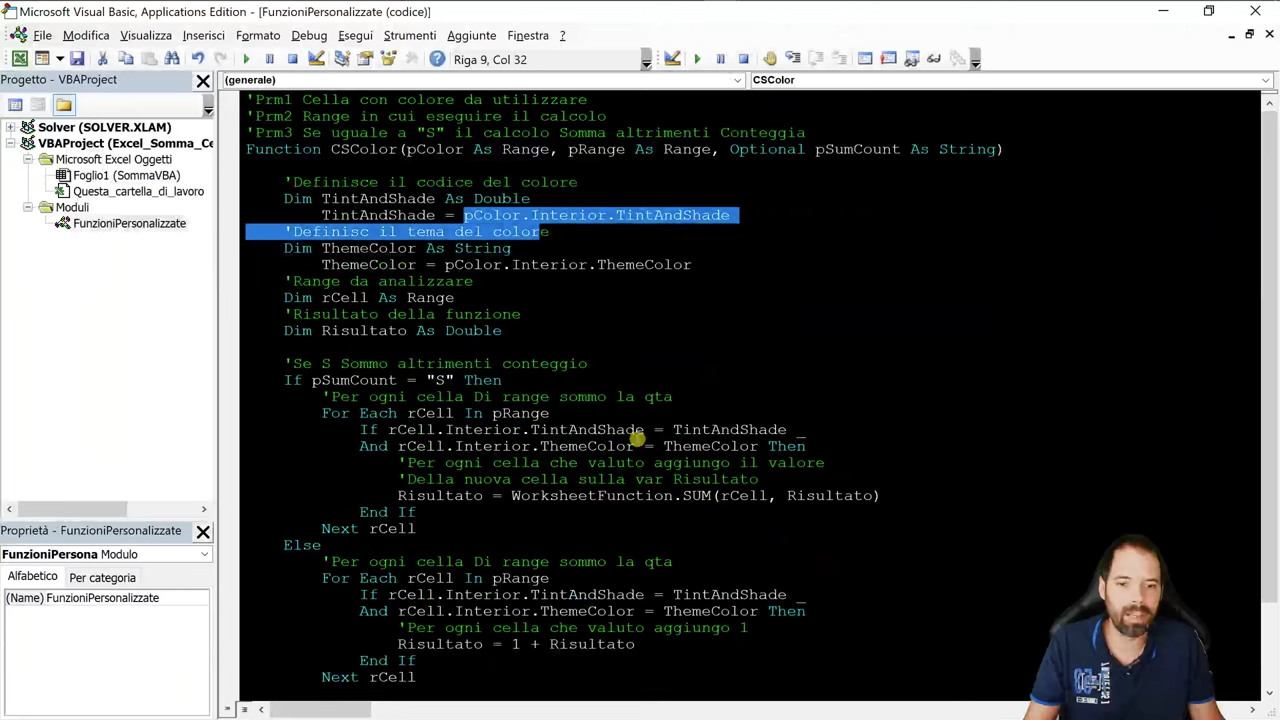 Microsoft Visual Basic, Applications Edition - [FunzioniPersonalizzate (codice)]
File Modifica Visualizza Inserisci Formato Debug Esegui Strumenti Aggiunte Finestra ?
Riga 9, Col 32
Progetto - VBAProject
(generale) CSColor
Solver (SOLVER.XLAM)
VBAProject (Excel_Somma_Ce
Microsoft Excel Oggetti
Foglio1 (SommaVBA)
Questa_cartella_di_lavoro
Moduli
FunzioniPersonalizzate
Proprietà - FunzioniPersonalizzate
FunzioniPersona Modulo
Alfabetico Per categoria
(Name) FunzioniPersonalizzate
'Prm1 Cella con colore da utilizzare
'Prm2 Range in cui eseguire il calcolo
'Prm3 Se uguale a "S" il calcolo Somma altrimenti Conteggia
Function CSColor(pColor As Range, pRange As Range, Optional pSumCount As String)
'Definisce il codice del colore
Dim TintAndShade As Double
TintAndShade = pColor.Interior.TintAndShade
'Definisc il tema del colore
Dim ThemeColor As String
ThemeColor = pColor.Interior.ThemeColor
'Range da analizzare
Dim rCell As Range
'Risultato della funzione
Dim Risultato As Double
'Se S Sommo altrimenti conteggio
If pSumCount = "S" Then
'Per ogni cella Di range sommo la qta
For Each rCell In pRange
If rCell.Interior.TintAndShade = TintAndShade _
And rCell.Interior.ThemeColor = ThemeColor Then
'Per ogni cella che valuto aggiungo il valore
'Della nuova cella sulla var Risultato
Risultato = WorksheetFunction.SUM(rCell, Risultato)
End If
Next rCell
Else
'Per ogni cella Di range sommo la qta
For Each rCell In pRange
If rCell.Interior.TintAndShade = TintAndShade _
And rCell.Interior.ThemeColor = ThemeColor Then
'Per ogni cella che valuto aggiungo 1
Risultato = 1 + Risultato
End If
Next rCell